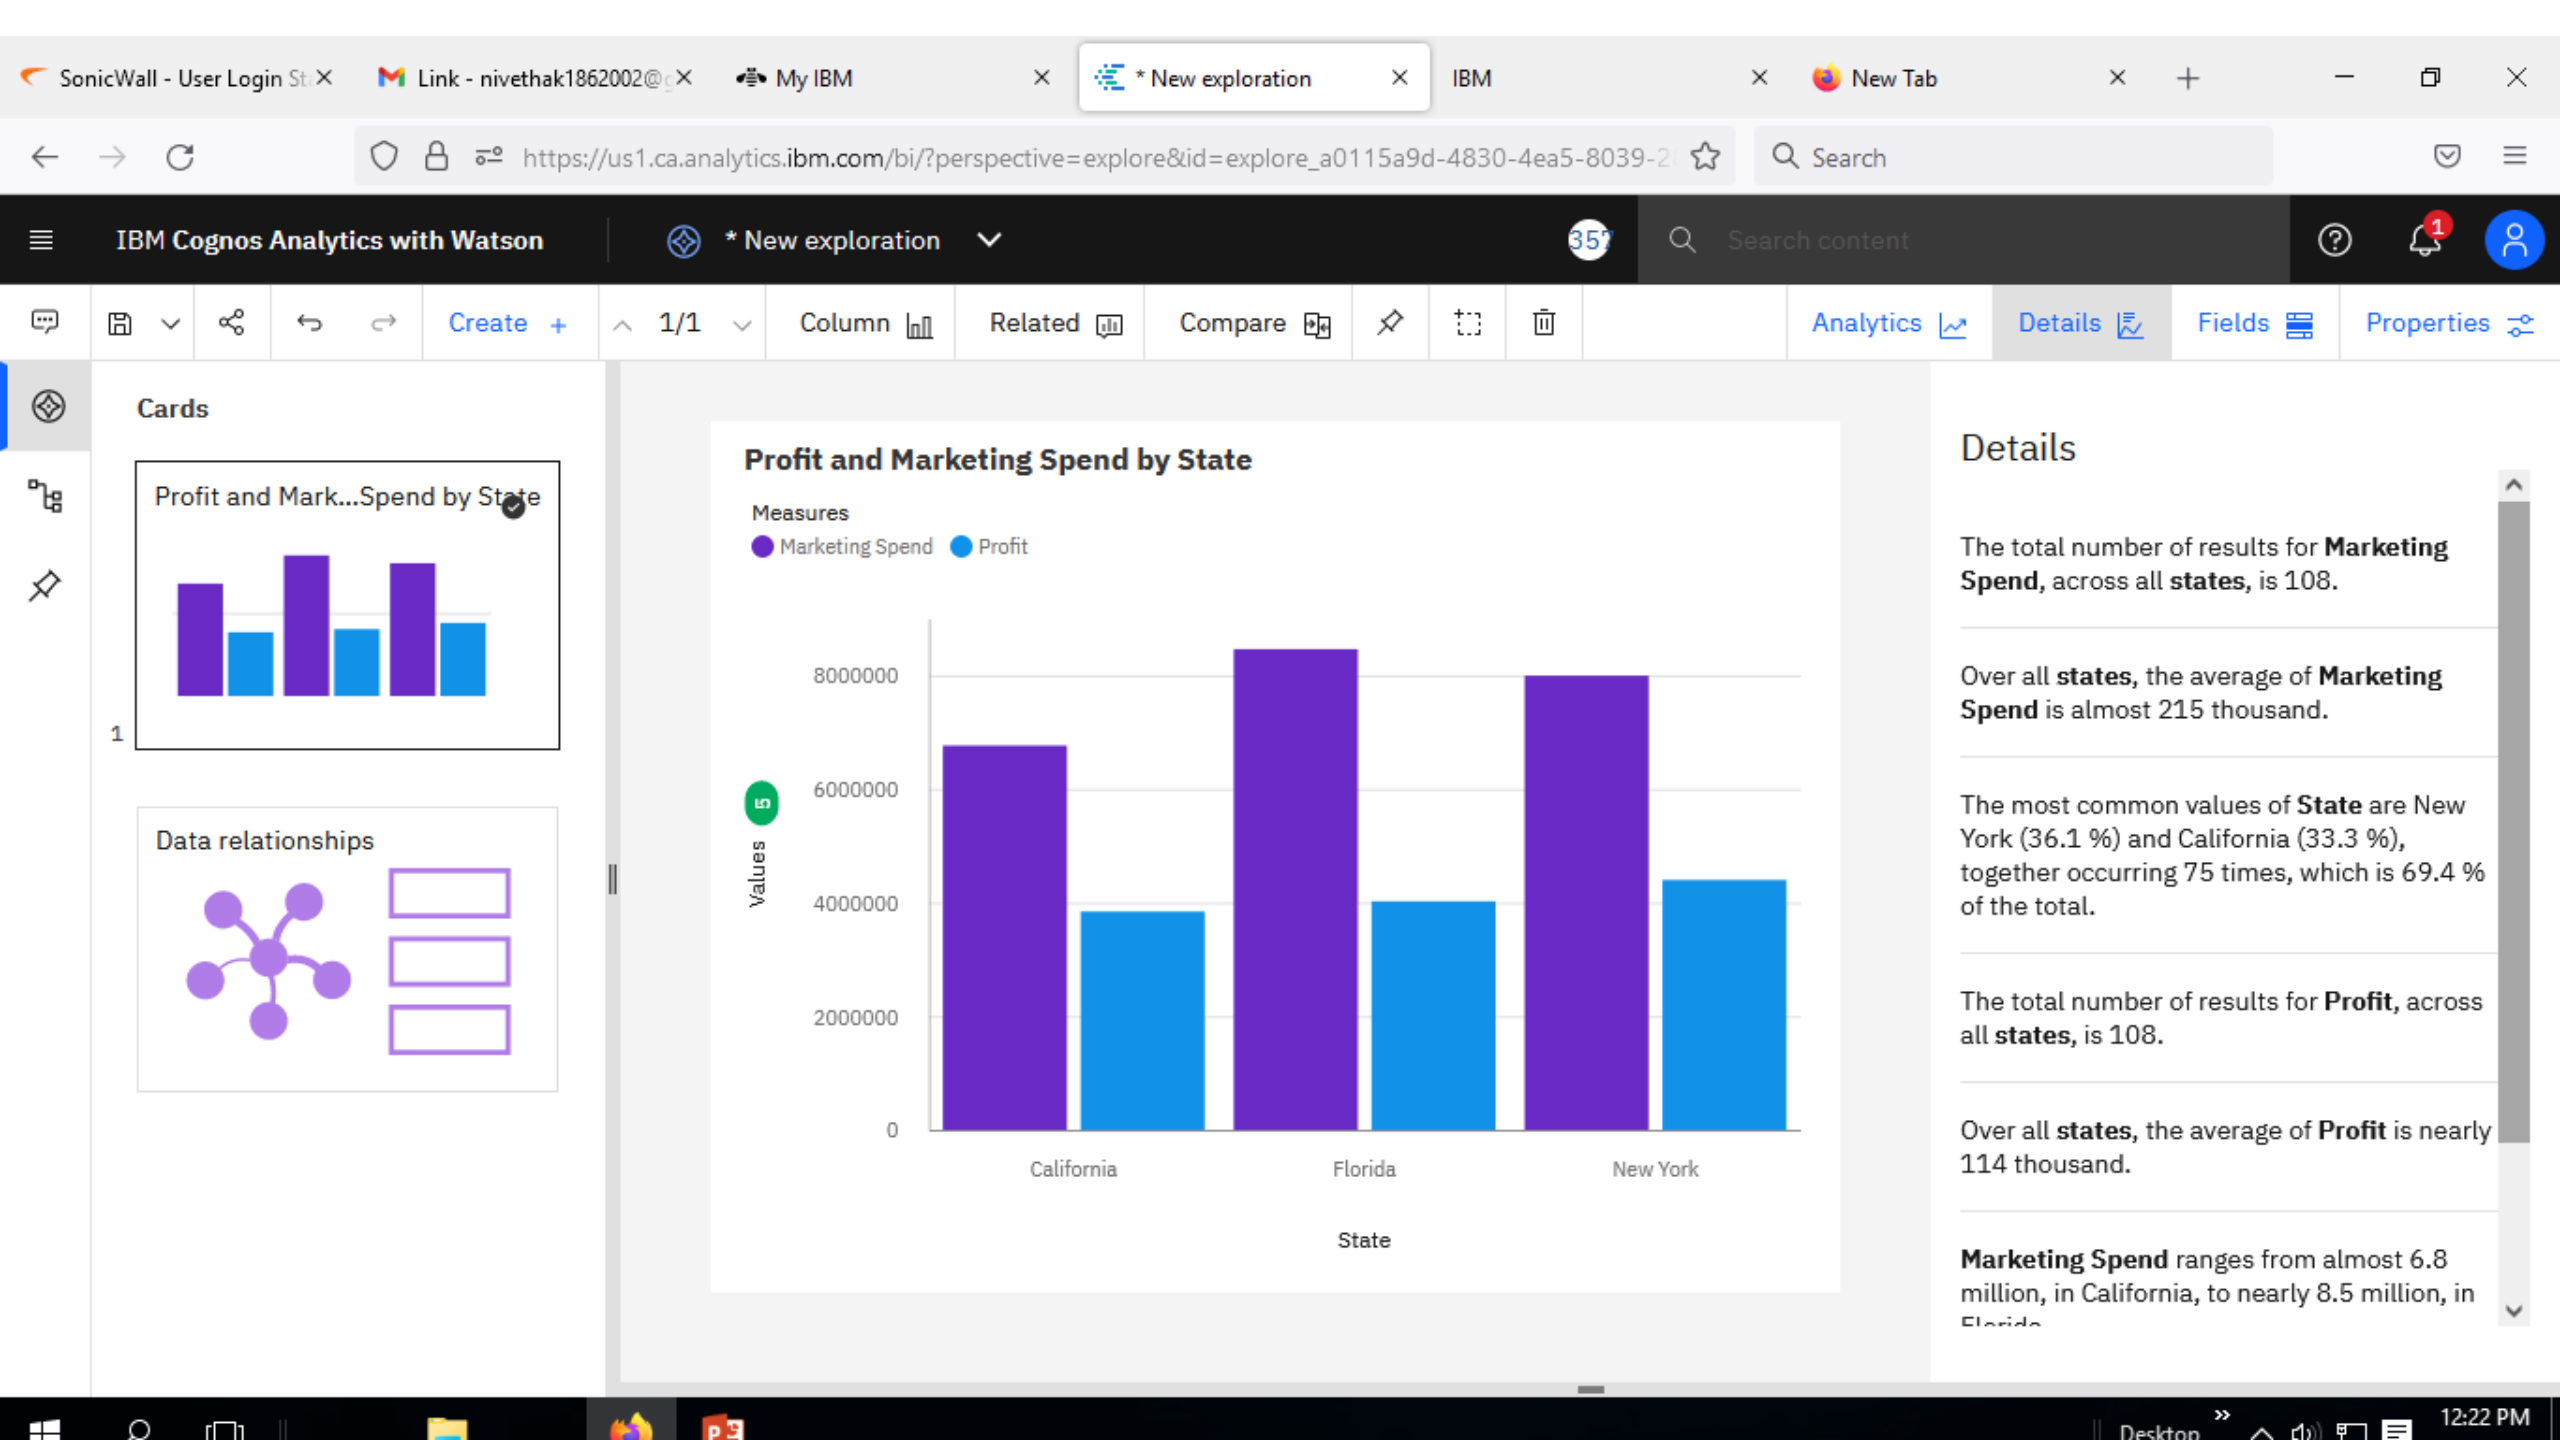 SonicWall - User Login St
Link - nivethak1862002@g
My IBM
* New exploration
IBM
New Tab
https://us1.ca.analytics.ibm.com/bi/?perspective=explore&id=explore_a0115a9d-4830-4ea5-8039-2
Search
IBM Cognos Analytics with Watson
* New exploration
357
Search content
1
Create +
1/1
Column
Related
Compare
Analytics
Details
Fields
Properties
Cards
Profit and Mark...Spend by State
1
Data relationships
Profit and Marketing Spend by State
Measures
Marketing Spend
Profit
8000000
6000000
4000000
2000000
0
Values
5
California
Florida
New York
State
Details
The total number of results for Marketing
Spend, across all states, is 108.
Over all states, the average of Marketing
Spend is almost 215 thousand.
The most common values of State are New
York (36.1 %) and California (33.3 %),
together occurring 75 times, which is 69.4 %
of the total.
The total number of results for Profit, across
all states, is 108.
Over all states, the average of Profit is nearly
114 thousand.
Marketing Spend ranges from almost 6.8
million, in California, to nearly 8.5 million, in
Florida
Desktop
12:22 PM